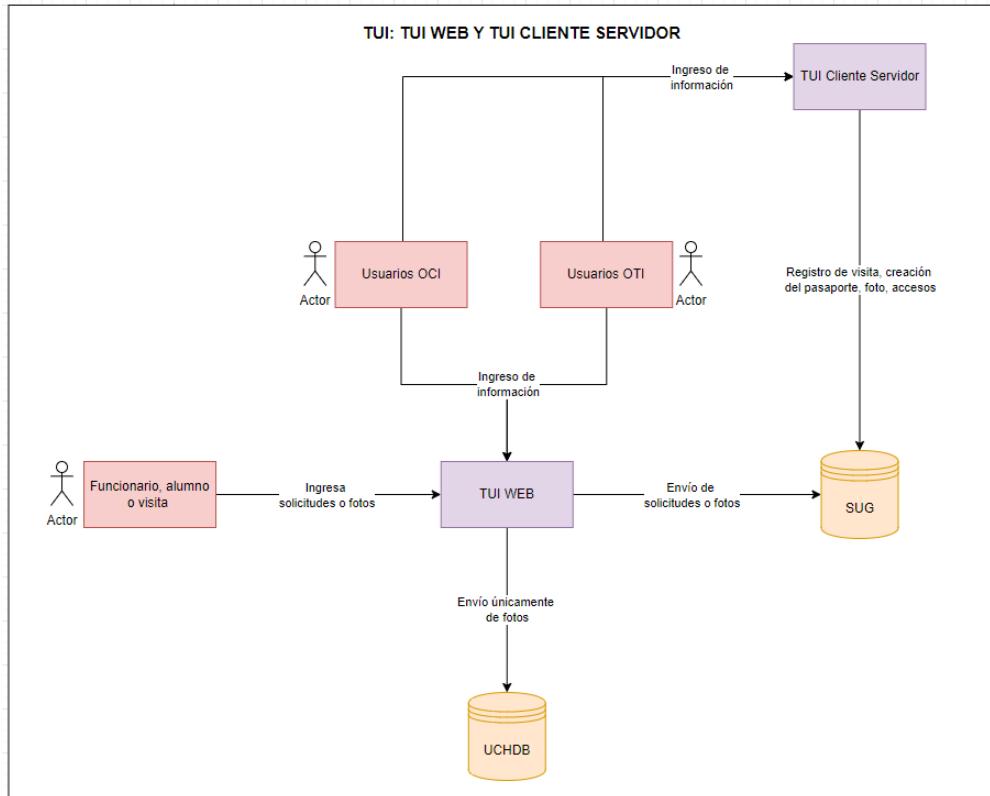 TUI: TUI WEB Y TUI CLIENTE SERVIDOR
Ingreso de
información
TUI Cliente Servidor
Actor
Usuarios OCI
Usuarios OTI
Actor
Registro de visita, creación
del pasaporte, foto, accesos
Ingreso de
información
Actor
Funcionario, alumno
o visita
Ingresa
solicitudes o fotos
TUI WEB
Envío de
solicitudes o fotos
SUG
Envío únicamente
de fotos
UCHDB